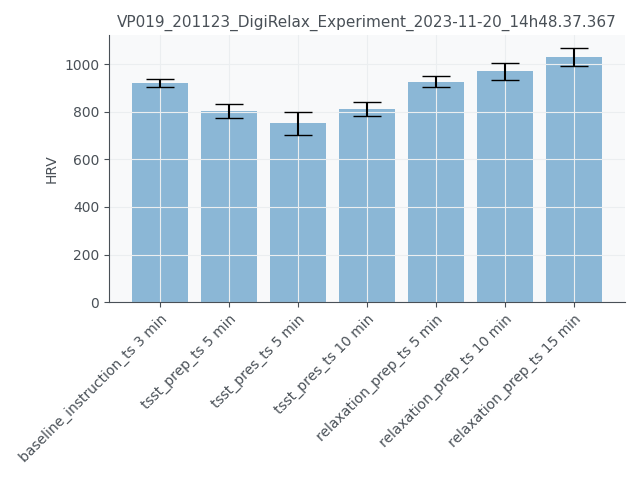 VP019_201123_DigiRelax_Experiment_2023-11-20_14h48.37.367
HRV
1000
800
600
400
200
0
baseline_instruction_ts 3 min
tsst_prep_ts 5 min
tsst_pres_ts 5 min
tsst_pres_ts 10 min
relaxation_prep_ts 5 min
relaxation_prep_ts 10 min
relaxation_prep_ts 15 min